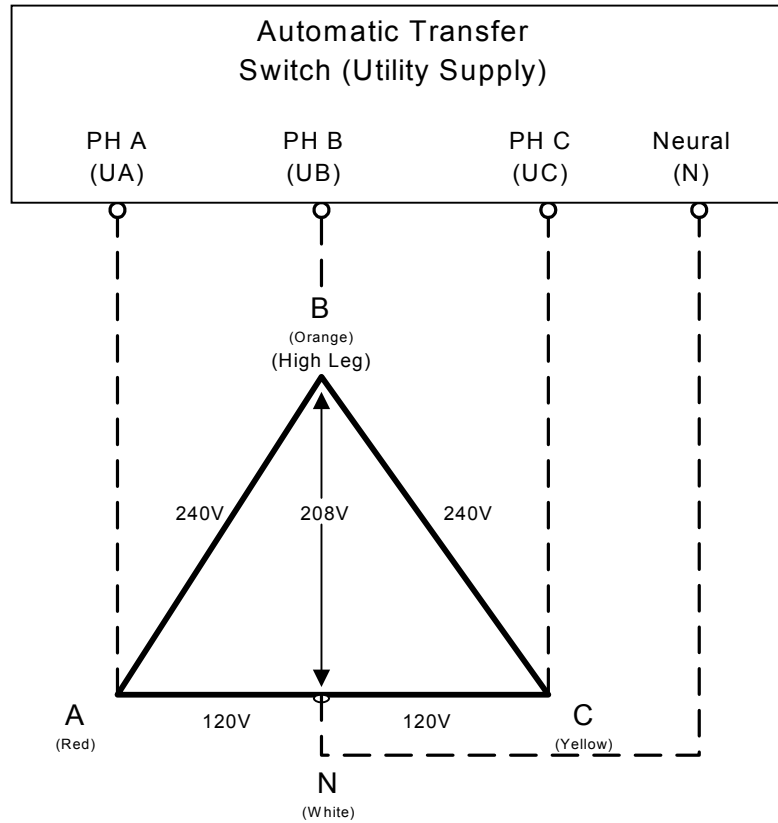 Automatic Transfer
Switch (Utility Supply)
PH A
(UA)
PH B
(UB)
PH C
(UC)
Neural
(N)
B
(Orange)
(High Leg)
240V
208V
240V
A
(Red)
120V
120V
C
(Yellow)
N
(White)